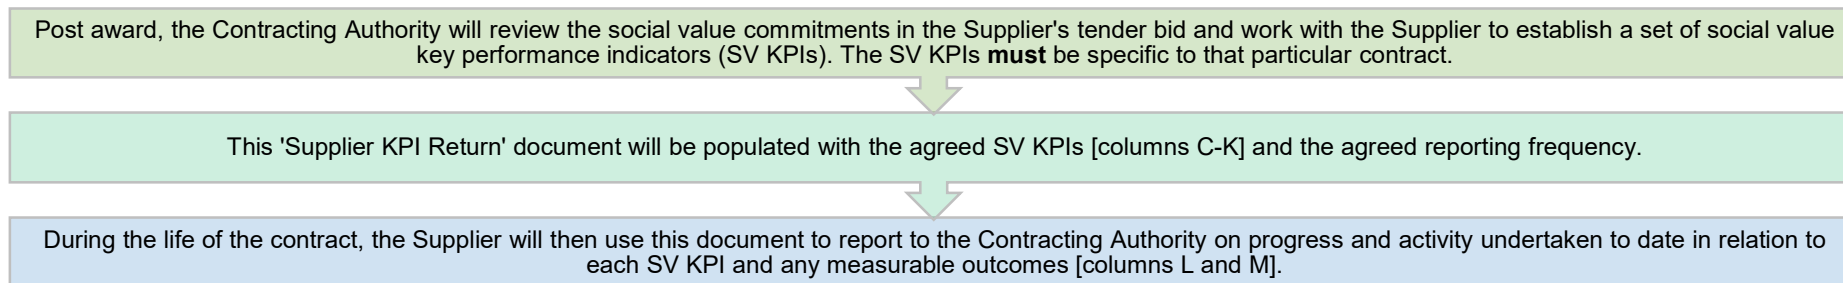 Post award, the Contracting Authority will review the social value commitments in the Supplier's tender bid and work with the Supplier to establish a set of social value
key performance indicators (SV KPIs). The SV KPIs must be specific to that particular contract.
This 'Supplier KPI Return' document will be populated with the agreed SV KPIs [columns C-K] and the agreed reporting frequency.
During the life of the contract, the Supplier will then use this document to report to the Contracting Authority on progress and activity undertaken to date in relation to
each SV KPI and any measurable outcomes [columns L and M].